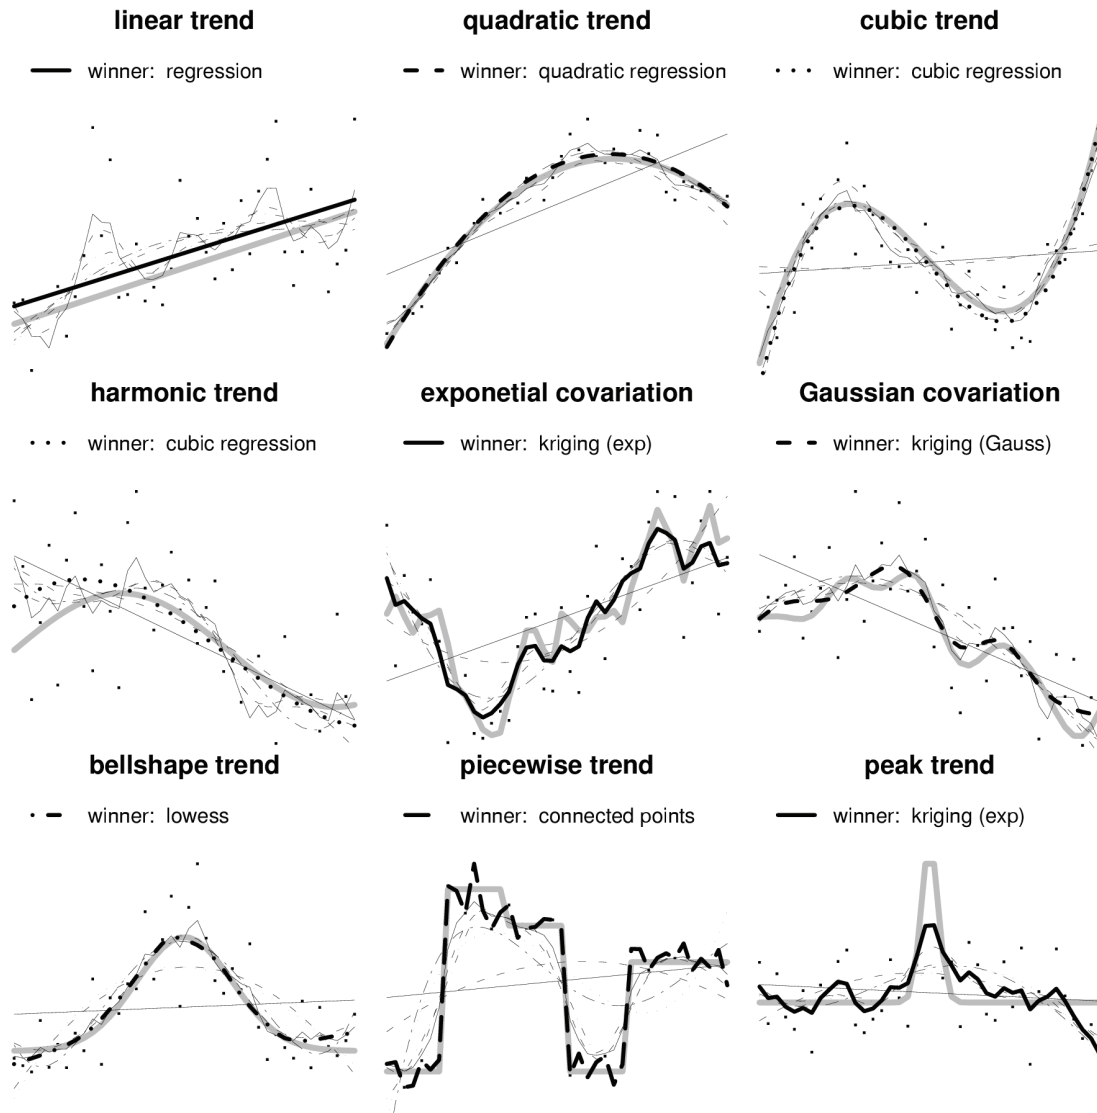 linear trend
winner: regression
quadratic trend
winner: quadratic regression
cubic trend
winner: cubic regression
harmonic trend
winner: cubic regression
exponetial covariation
winner: kriging (exp)
Gaussian covariation
winner: kriging (Gauss)
bellshape trend
winner: lowess
piecewise trend
winner: connected points
peak trend
winner: kriging (exp)